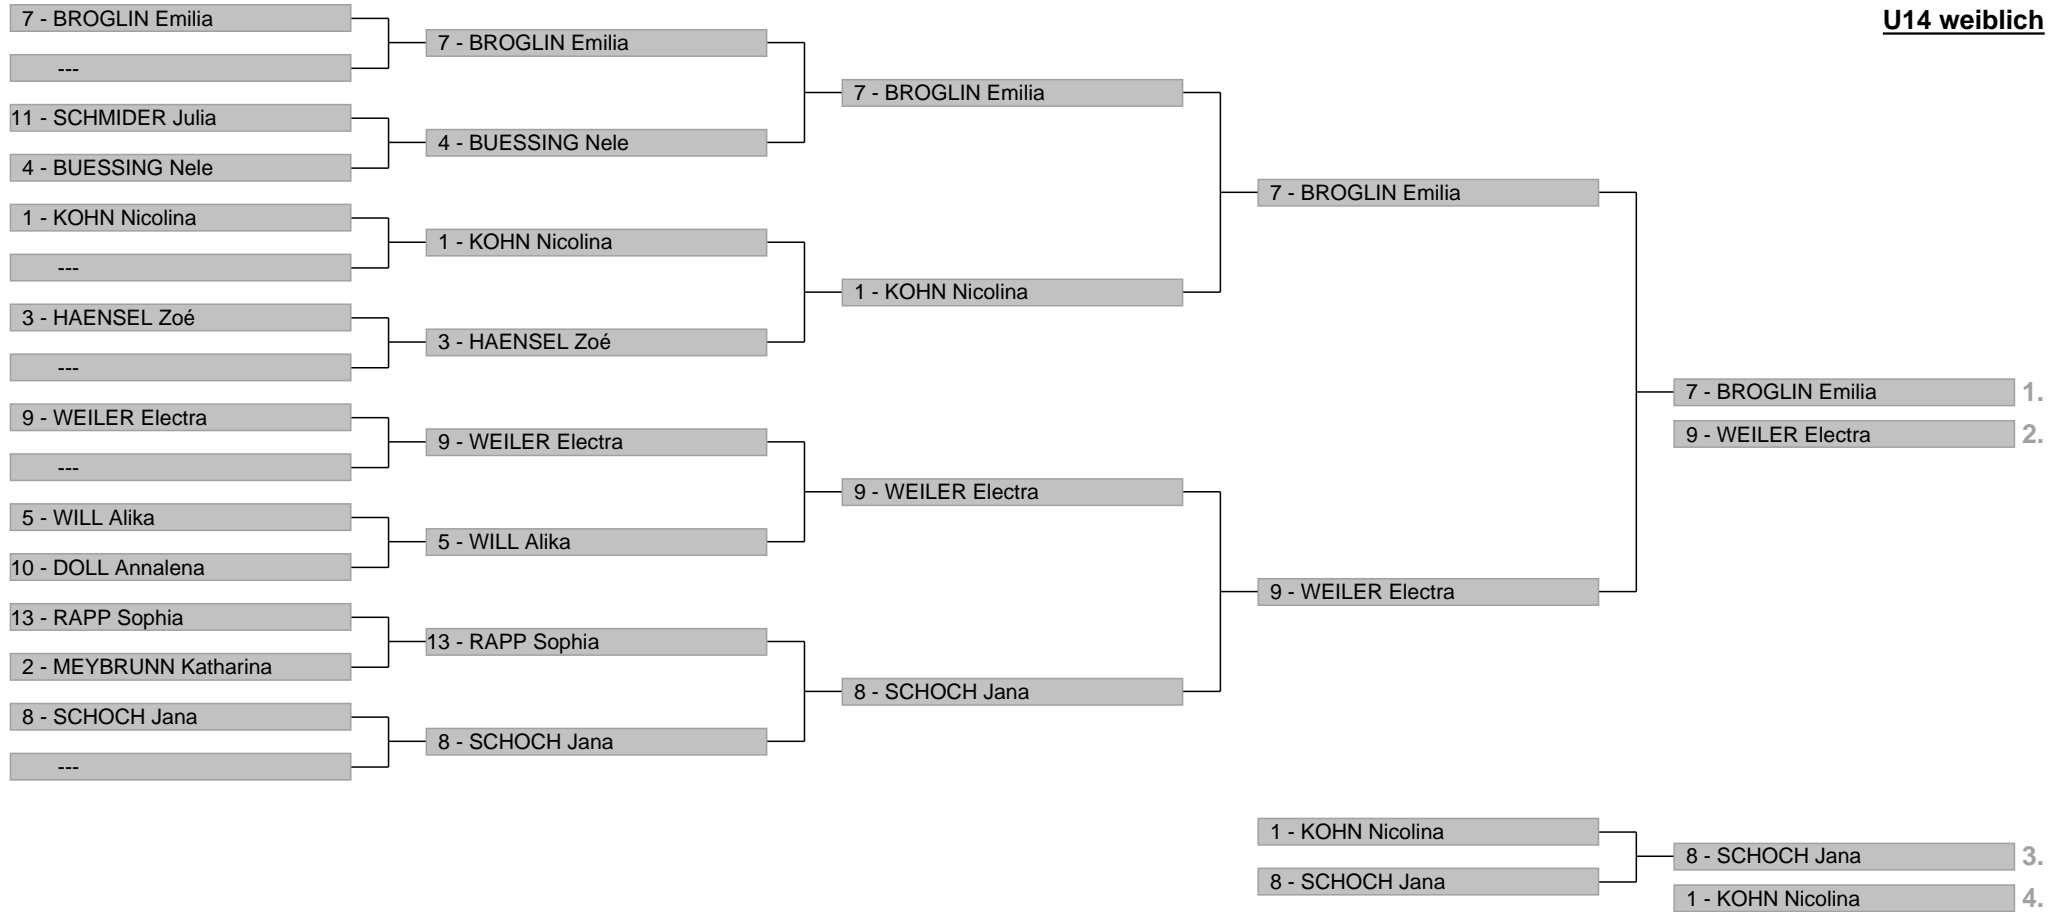 U14 weiblich
7 - BROGLIN Emilia
---
11 - SCHMIDER Julia
4 - BUESSING Nele
1 - KOHN Nicolina
---
3 - HAENSEL Zoé
---
9 - WEILER Electra
---
5 - WILL Alika
10 - DOLL Annalena
13 - RAPP Sophia
2 - MEYBRUNN Katharina
8 - SCHOCH Jana
---
7 - BROGLIN Emilia
4 - BUESSING Nele
1 - KOHN Nicolina
3 - HAENSEL Zoé
9 - WEILER Electra
5 - WILL Alika
13 - RAPP Sophia
8 - SCHOCH Jana
7 - BROGLIN Emilia
1 - KOHN Nicolina
9 - WEILER Electra
8 - SCHOCH Jana
7 - BROGLIN Emilia
9 - WEILER Electra
7 - BROGLIN Emilia 1.
9 - WEILER Electra 2.
1 - KOHN Nicolina
8 - SCHOCH Jana
8 - SCHOCH Jana 3.
1 - KOHN Nicolina 4.